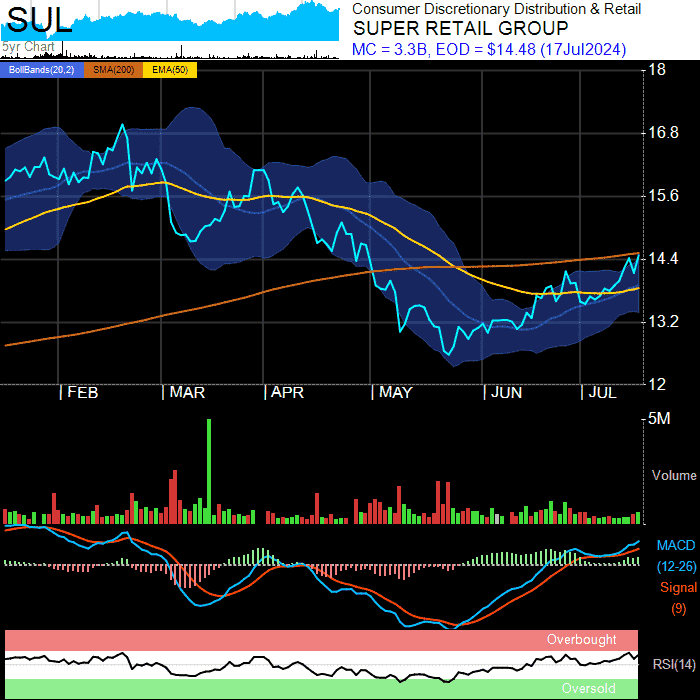 SUL
5yr Chart
Consumer Discretionary Distribution & Retail
SUPER RETAIL GROUP
MC = 3.3B, EOD = $14.48 (17Jul2024)
BollBands(20,2) SMA(200) EMA(50)
18
16.8
15.6
14.4
13.2
12
FEB MAR APR MAY JUN JUL
5M
Volume
MACD
(12-26)
Signal
(9)
Overbought
RSI(14)
Oversold